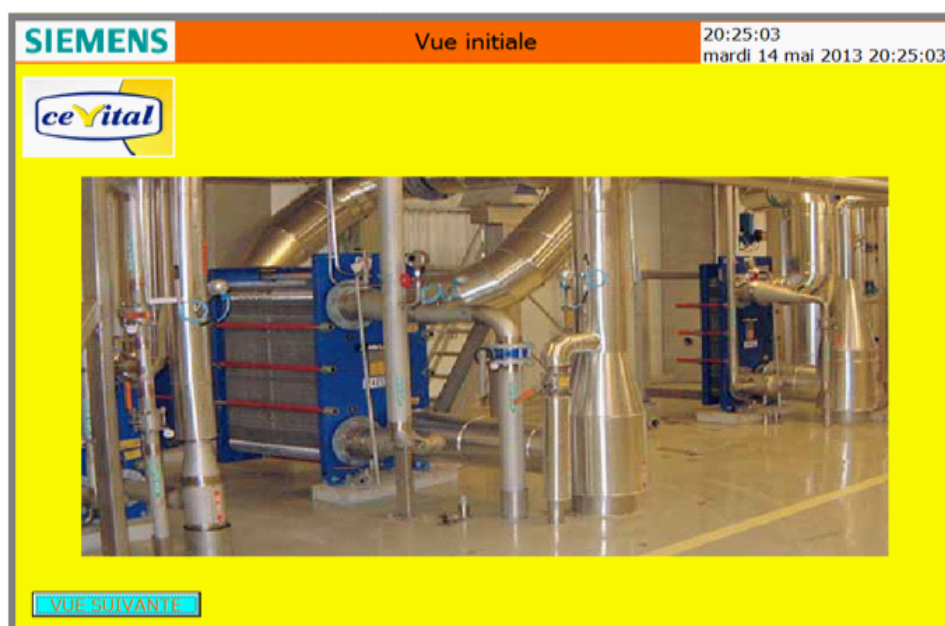 SIEMENS
Vue initiale
20:25:03
mardi 14 mai 2013 20:25:03
ceVital
VUE SUIVANTE